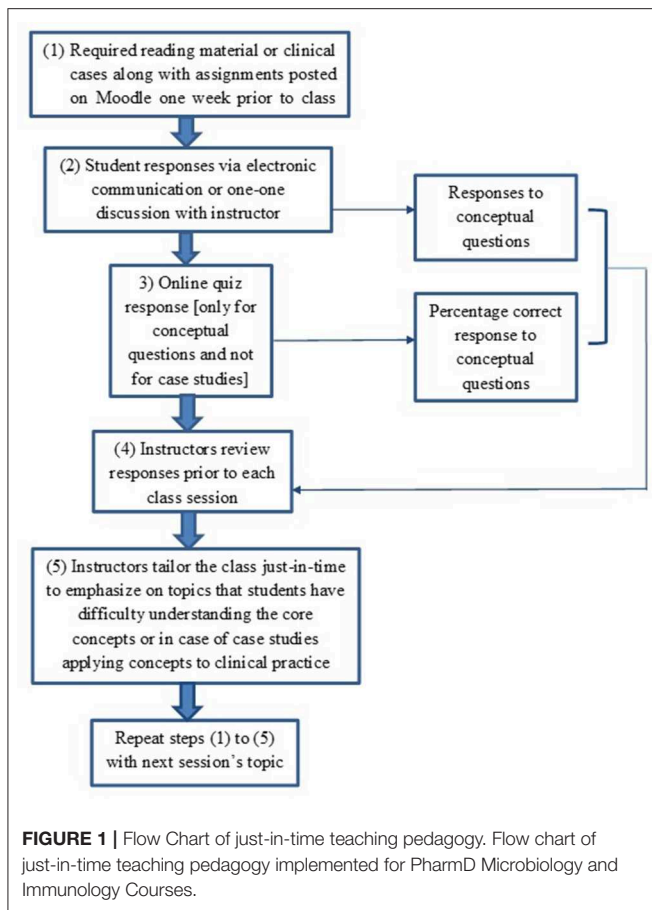 (1) Required reading material or clinical
cases along with assignments posted
on Moodle one week prior to class
(2) Student responses via electronic
communication or one-one
discussion with instructor
Responses to
conceptual
questions
3) Online quiz
response [only for
conceptual
questions and not
for case studies]
Percentage correct
response to
conceptual
questions
(4) Instructors review
responses prior to each
class session
(5) Instructors tailor the class just-in-time
to emphasize on topics that students have
difficulty understanding the core
concepts or in case of case studies
applying concepts to clinical practice
Repeat steps (1) to (5)
with next session's topic
FIGURE 1 | Flow Chart of just-in-time teaching pedagogy. Flow chart of
just-in-time teaching pedagogy implemented for PharmD Microbiology and
Immunology Courses.